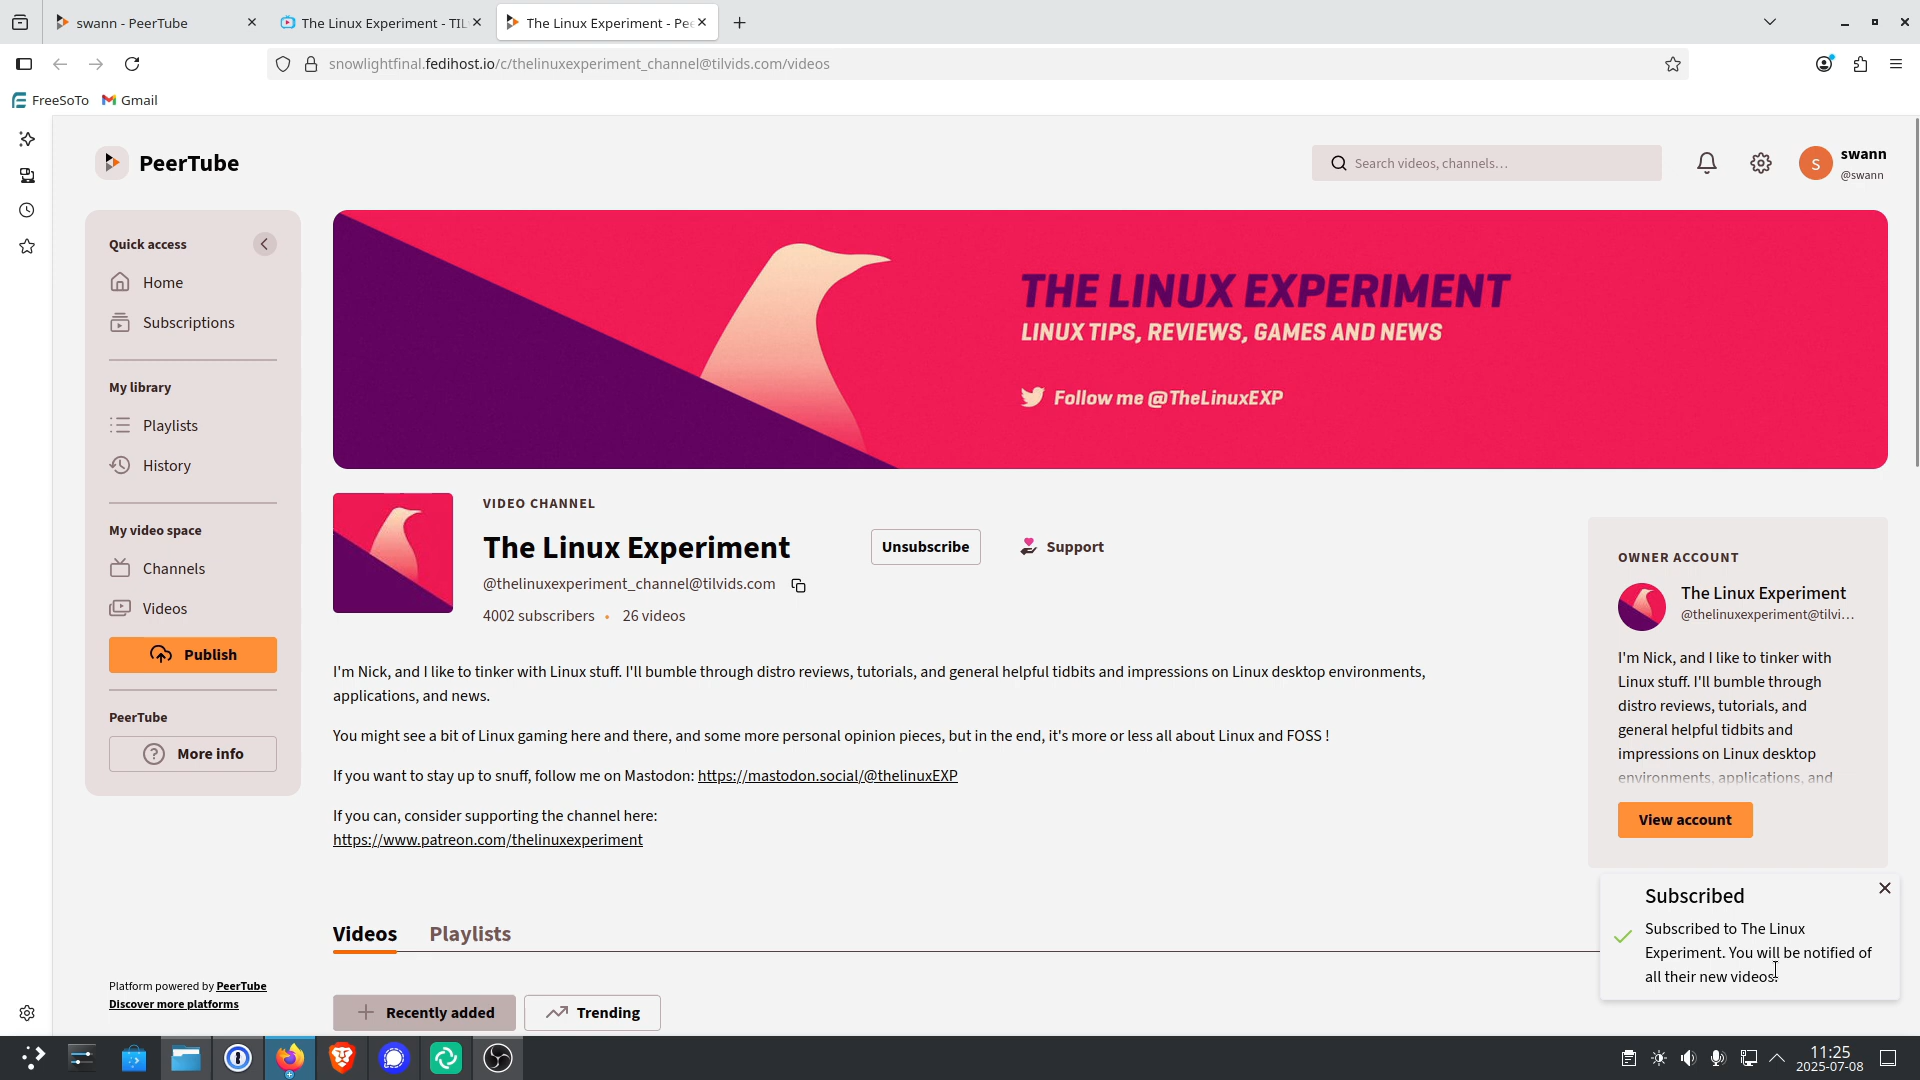 swann - PeerTube
The Linux Experiment - TIL
The Linux Experiment - Pee
snowlightfinal.fedihost.io/c/thelinuxexperiment_channel@tilvids.com/videos
FreeSoTo
Gmail
PeerTube
Search videos, channels…
S
swann
@swann
Quick access
Home
Subscriptions
My library
Playlists
History
My video space
Channels
Videos
Publish
PeerTube
More info
THE LINUX EXPERIMENT
LINUX TIPS, REVIEWS, GAMES AND NEWS
Follow me @TheLinuxEXP
VIDEO CHANNEL
The Linux Experiment
Unsubscribe
Support
@thelinuxexperiment_channel@tilvids.com
4002 subscribers • 26 videos
I'm Nick, and I like to tinker with Linux stuff. I'll bumble through distro reviews, tutorials, and general helpful tidbits and impressions on Linux desktop environments,
applications, and news.
You might see a bit of Linux gaming here and there, and some more personal opinion pieces, but in the end, it's more or less all about Linux and FOSS !
If you want to stay up to snuff, follow me on Mastodon: https://mastodon.social/@thelinuxEXP
If you can, consider supporting the channel here:
https://www.patreon.com/thelinuxexperiment
OWNER ACCOUNT
The Linux Experiment
@thelinuxexperiment@tilvi…
I'm Nick, and I like to tinker with
Linux stuff. I'll bumble through
distro reviews, tutorials, and
general helpful tidbits and
impressions on Linux desktop
environments, applications, and
View account
Videos
Playlists
Recently added
Trending
Subscribed
Subscribed to The Linux
Experiment. You will be notified of
all their new videos.
Platform powered by PeerTube
Discover more platforms
11:25
2025-07-08